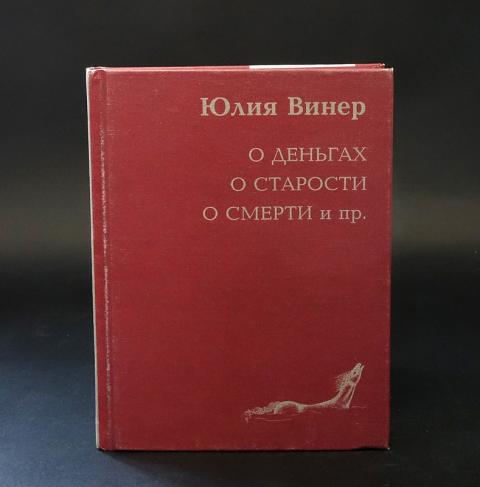 Юлия Винер
О ДЕНЬГАХ
О СТАРОСТИ
О СМЕРТИ и пр.